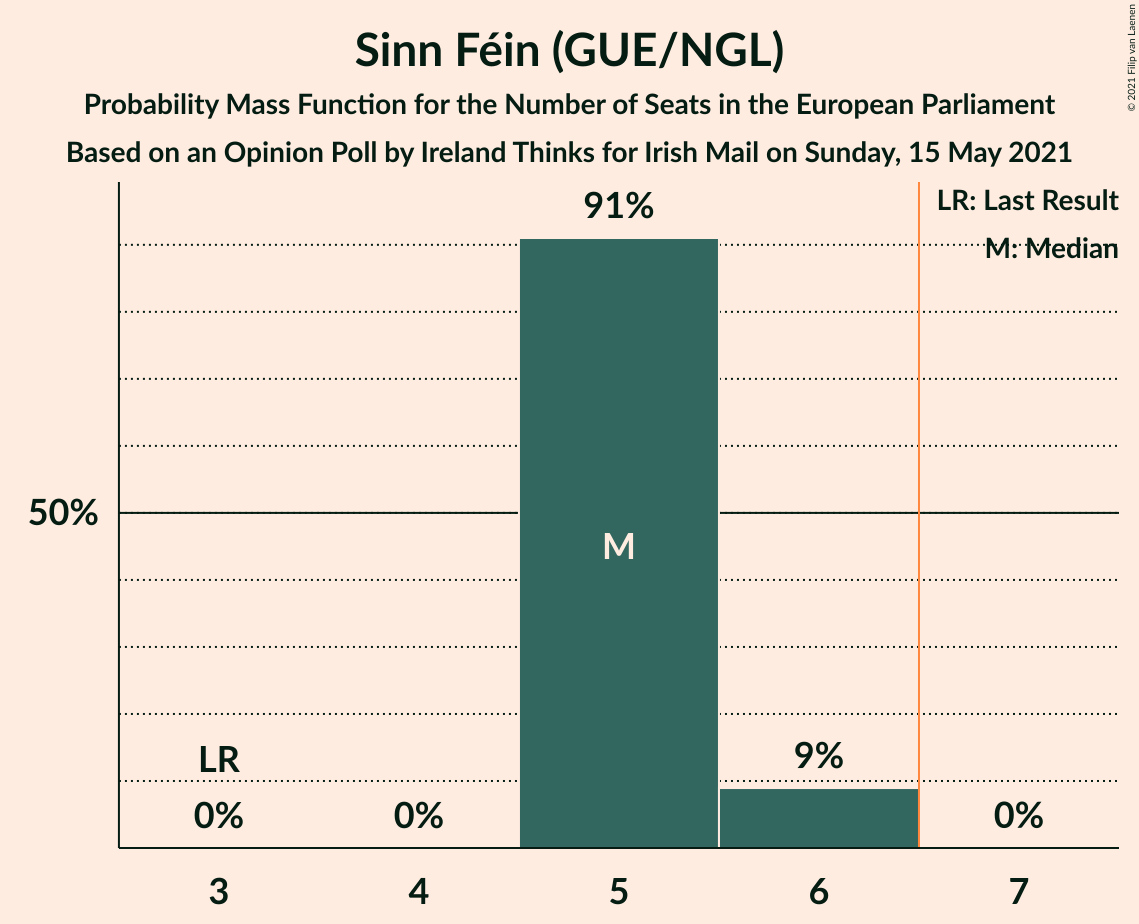 Sinn Féin (GUE/NGL)
Probability Mass Function for the Number of Seats in the European Parliament
Based on an Opinion Poll by Ireland Thinks for Irish Mail on Sunday, 15 May 2021
© 2021 Filip van Laenen
LR: Last Result
M: Median
91%
50%
M
LR
9%
0%
0%
0%
3
4
5
6
7